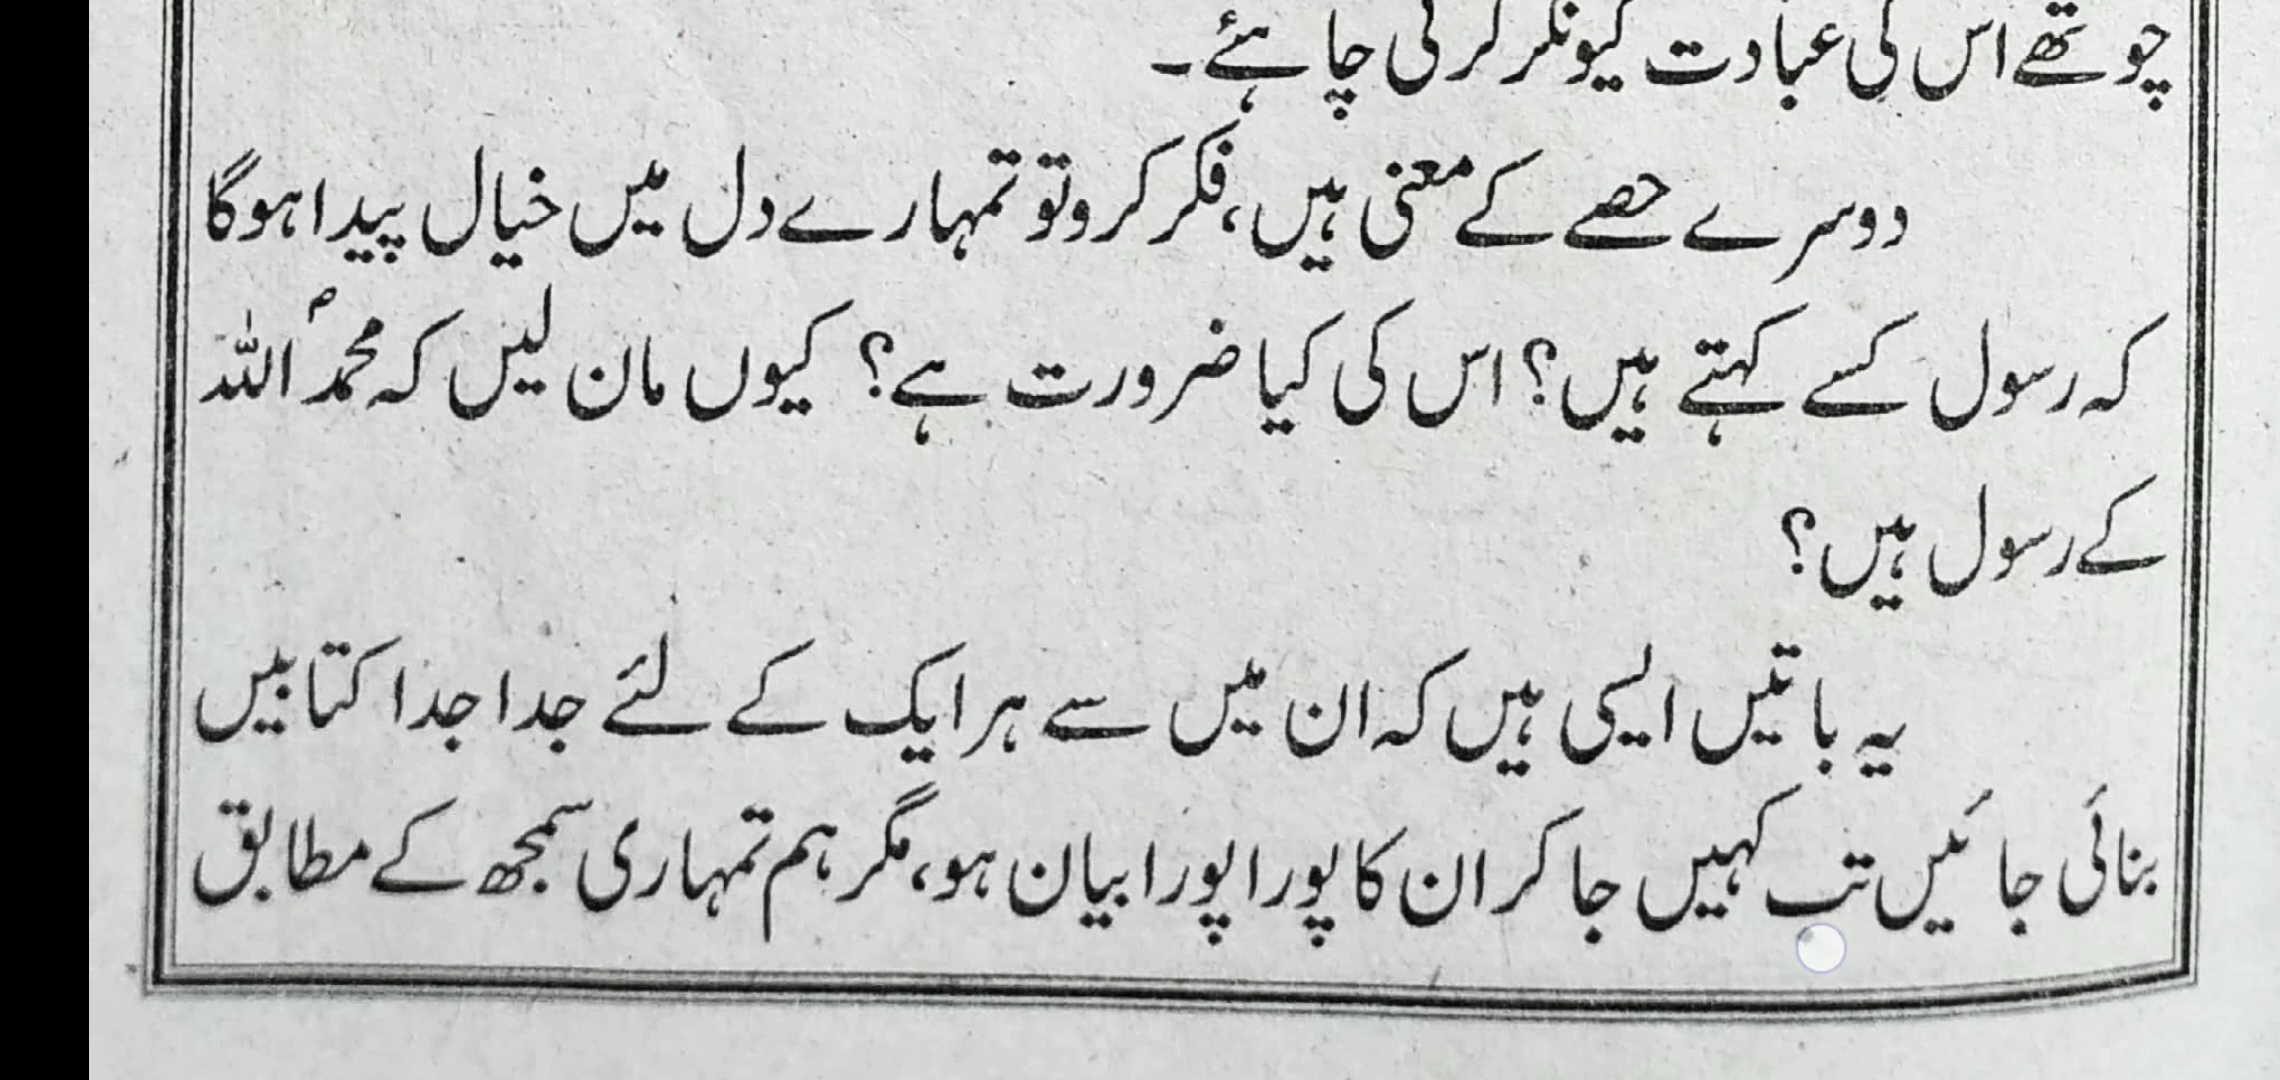 چوتھے اس کی عبادت کیونکر کرنی چاہئے۔
دوسرے حصے کے معنی ہیں، فکر کرو تو تمہارے دل میں خیال پیدا ہوگا
کہ رسول کسے کہتے ہیں؟ اس کی کیا ضرورت ہے؟ کیوں مان لیں کہ محمدؐ اللہ
کے رسول ہیں؟
یہ باتیں ایسی ہیں کہ ان میں سے ہر ایک کے لئے جدا جدا کتابیں
بنائی جائیں تب کہیں جا کر ان کا پورا پورا بیان ہو، مگر ہم تمہاری سمجھ کے مطابق